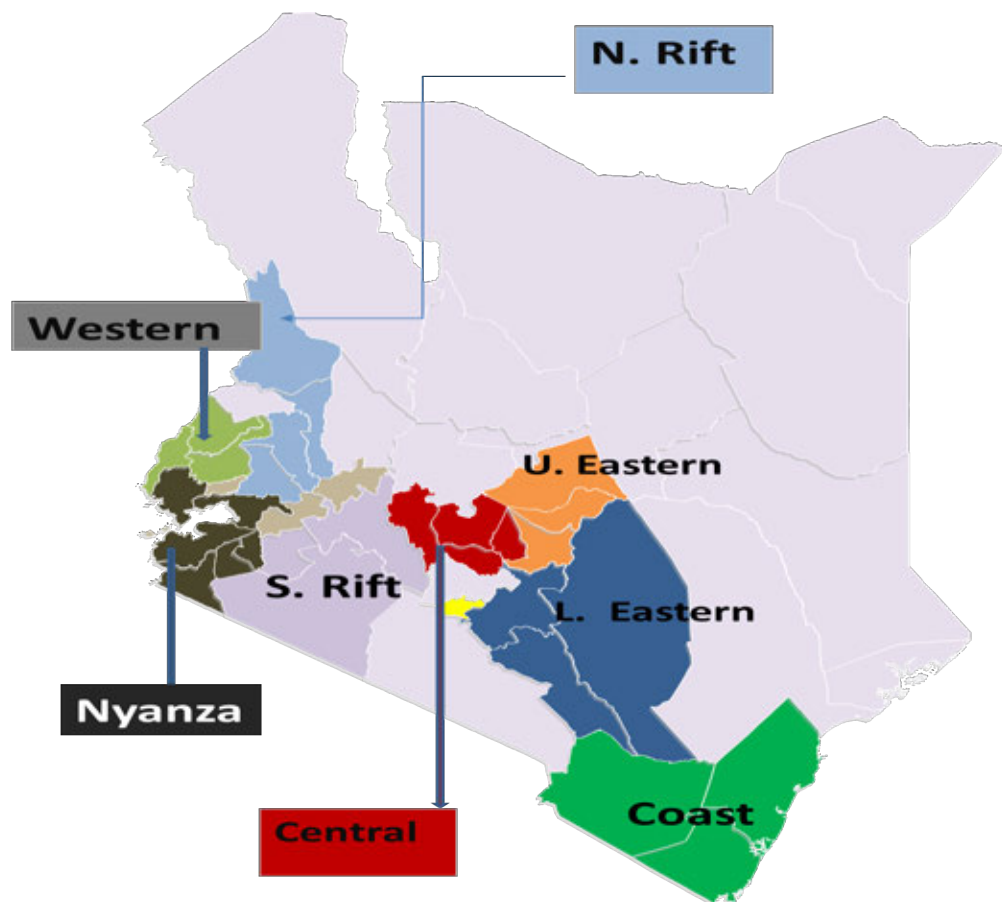 N. Rift
Western
U. Eastern
S. Rift
L. Eastern
Nyanza
Coast
Central